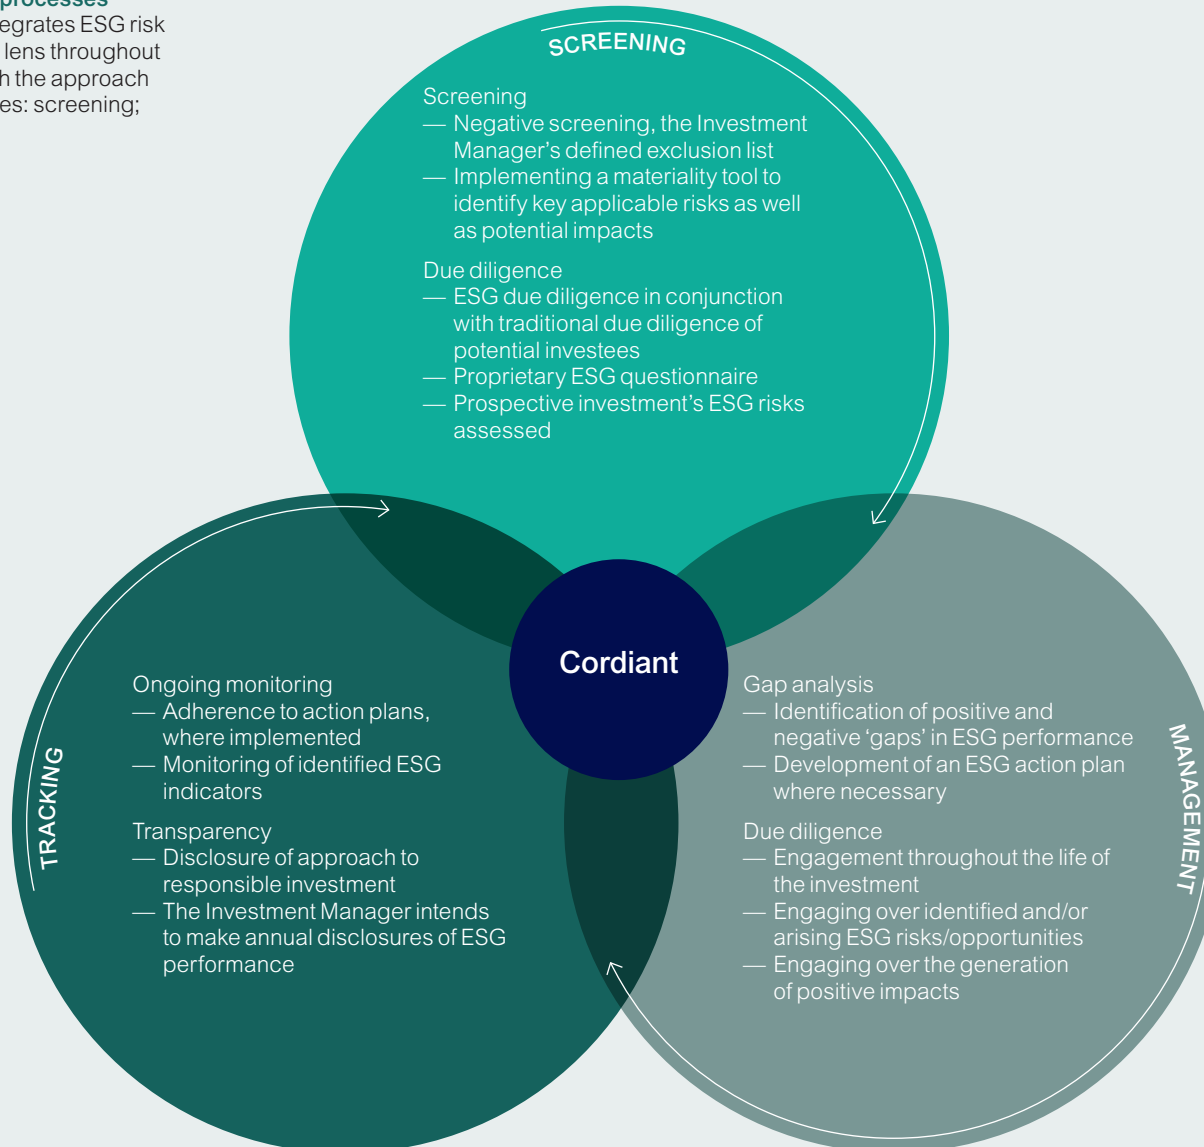 processes
tegrates ESG risk
lens throughout
h the approach
es: screening;
SCREENING
Screening
— Negative screening, the Investment
Manager's defined exclusion list
— Implementing a materiality tool to
identify key applicable risks as well
as potential impacts
Due diligence
— ESG due diligence in conjunction
with traditional due diligence of
potential investees
— Proprietary ESG questionnaire
— Prospective investment's ESG risks
assessed
Cordiant
TRACKING
Ongoing monitoring
— Adherence to action plans,
where implemented
— Monitoring of identified ESG
indicators
Transparency
— Disclosure of approach to
responsible investment
— The Investment Manager intends
to make annual disclosures of ESG
performance
MANAGEMENT
Gap analysis
— Identification of positive and
negative ‘gaps’ in ESG performance
— Development of an ESG action plan
where necessary
Due diligence
— Engagement throughout the life of
the investment
— Engaging over identified and/or
arising ESG risks/opportunities
— Engaging over the generation
of positive impacts